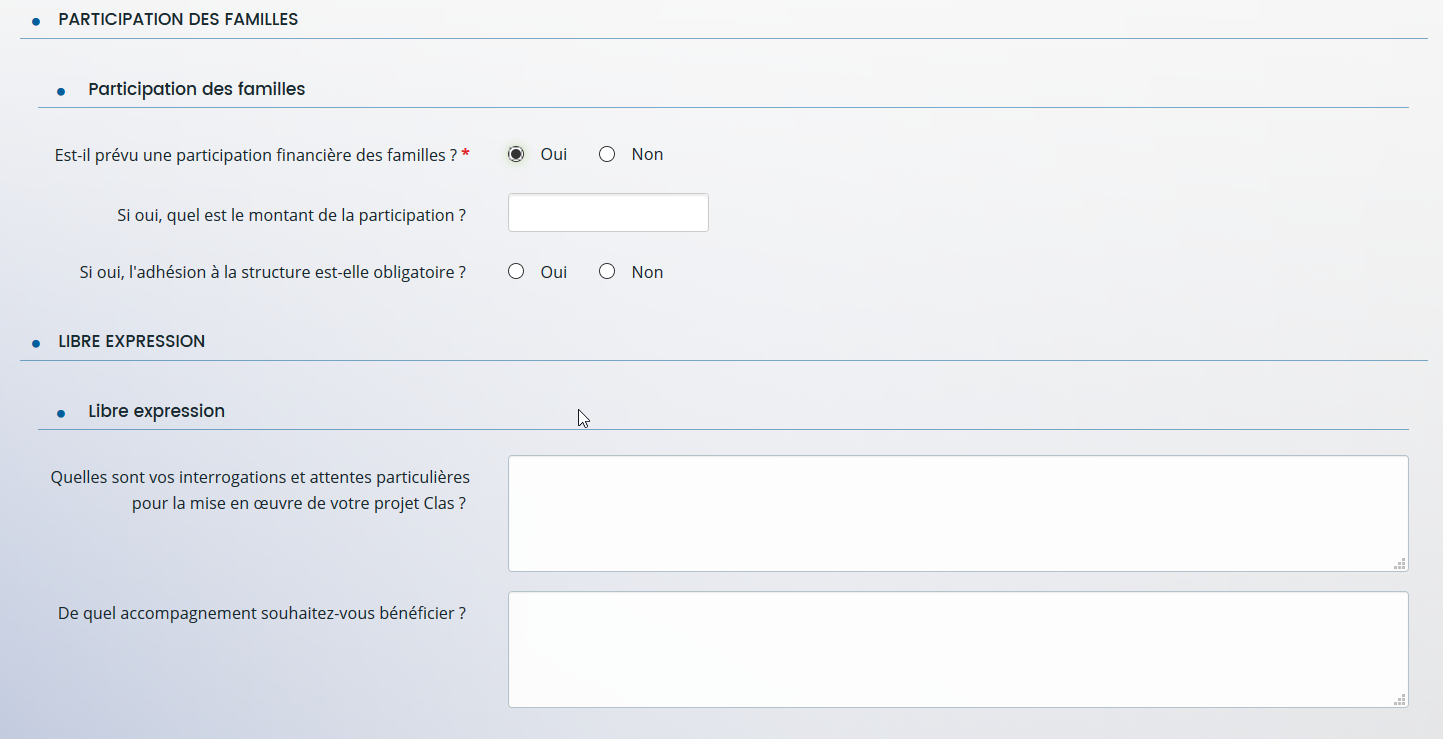 PARTICIPATION DES FAMILLES
Participation des familles
Est-il prévu une participation financière des familles ? * Oui Non
Si oui, quel est le montant de la participation ?
Si oui, l'adhésion à la structure est-elle obligatoire ? Oui Non
LIBRE EXPRESSION
Libre expression
Quelles sont vos interrogations et attentes particulières
pour la mise en œuvre de votre projet Clas ?
De quel accompagnement souhaitez-vous bénéficier ?